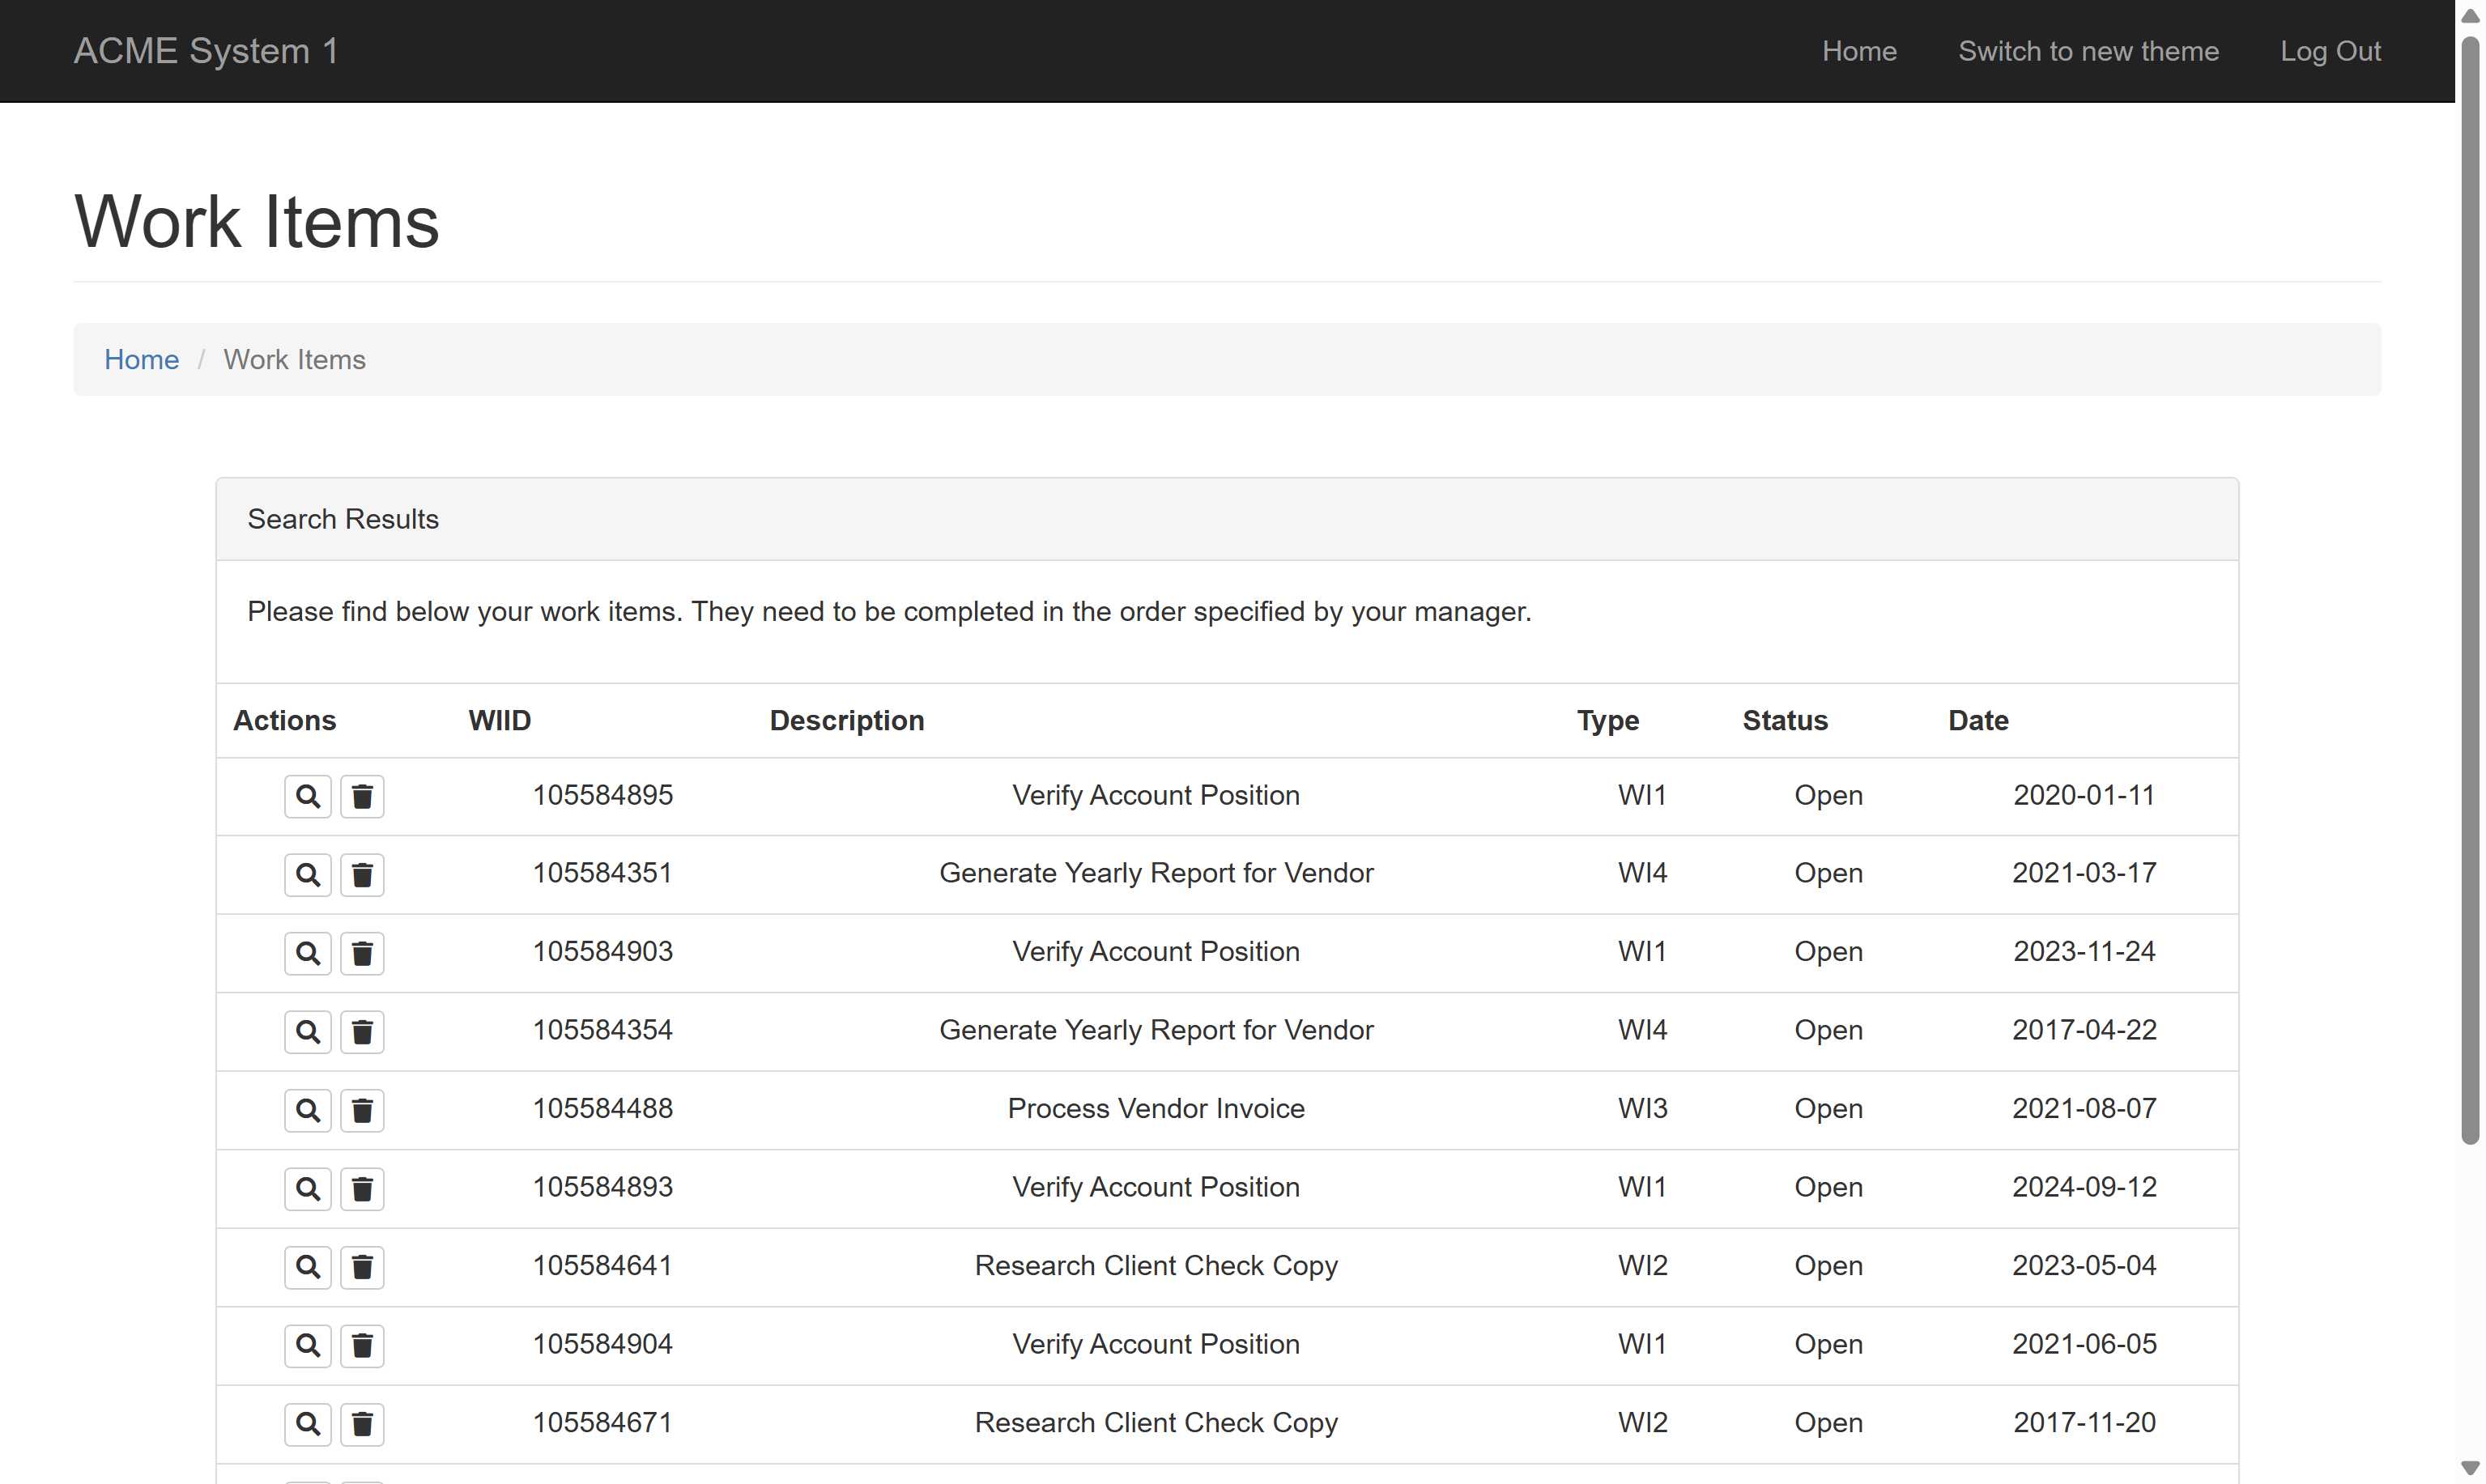 ACME System 1 Home Switch to new theme Log Out
Work Items
Home / Work Items
Search Results
Please find below your work items. They need to be completed in the order specified by your manager.
Actions WIID Description Type Status Date
105584895 Verify Account Position WI1 Open 2020-01-11
105584351 Generate Yearly Report for Vendor WI4 Open 2021-03-17
105584903 Verify Account Position WI1 Open 2023-11-24
105584354 Generate Yearly Report for Vendor WI4 Open 2017-04-22
105584488 Process Vendor Invoice WI3 Open 2021-08-07
105584893 Verify Account Position WI1 Open 2024-09-12
105584641 Research Client Check Copy WI2 Open 2023-05-04
105584904 Verify Account Position WI1 Open 2021-06-05
105584671 Research Client Check Copy WI2 Open 2017-11-20